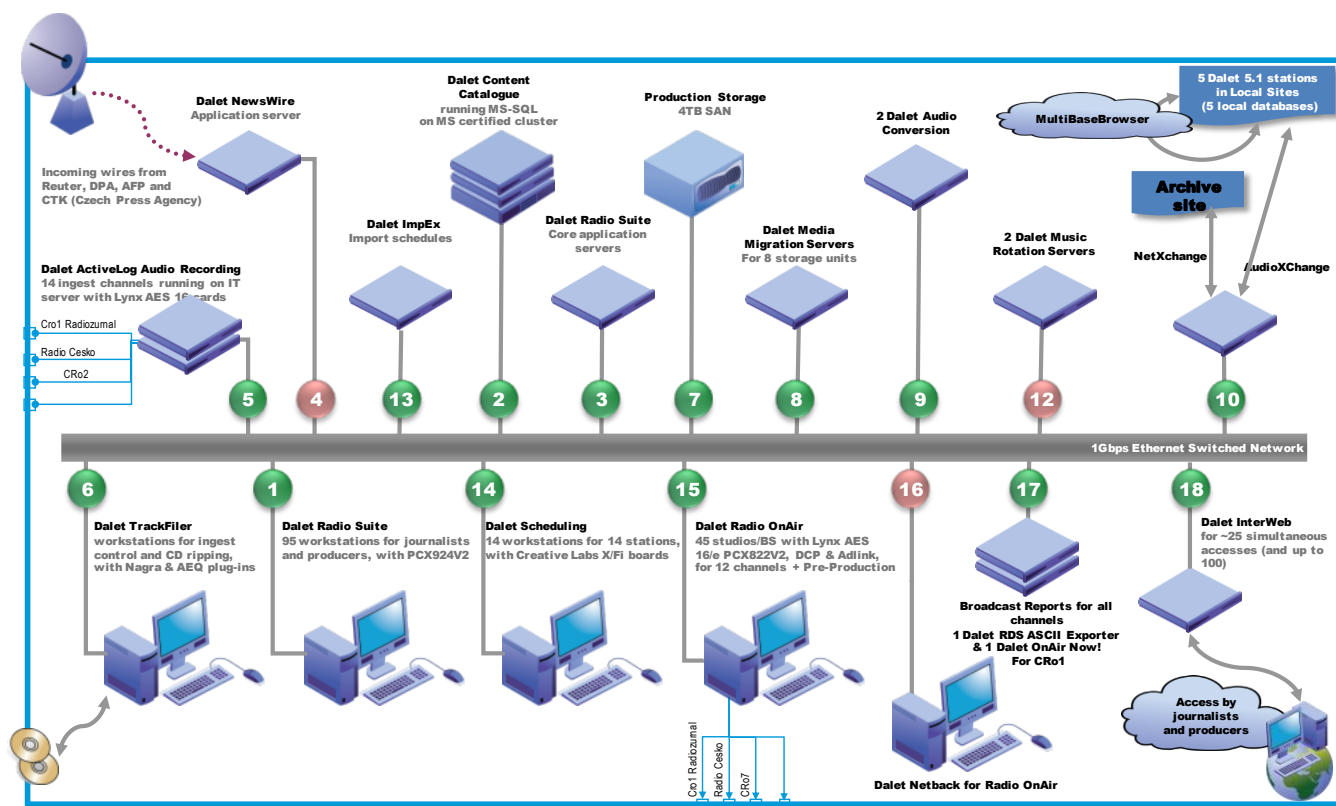 Dalet NewsWire
Application server
Incoming wires from
Reuter, DPA, AFP and
CTK (Czech Press Agency)
Dalet Content
Catalogue
running MS-SQL
on MS certified cluster
Production Storage
4TB SAN
2 Dalet Audio
Conversion
MultiBaseBrowser
5 Dalet 5.1 stations
in Local Sites
(5 local databases)
Archive
site
NetXchange
AudioXChange
Dalet ActiveLog Audio Recording
14 ingest channels running on IT
server with Lynx AES 16 cards
Cro1 Radiozurnal
Radio Cesko
CRo2
Dalet ImpEx
Import schedules
Dalet Radio Suite
Core application
servers
Dalet Media
Migration Servers
For 8 storage units
2 Dalet Music
Rotation Servers
5
4
13
2
3
7
8
9
12
10
1Gbps Ethernet Switched Network
6
1
14
15
16
17
18
Dalet TrackFiler
workstations for ingest
control and CD ripping,
with Nagra & AEQ plug-ins
Dalet Radio Suite
95 workstations for journalists
and producers, with PCX924V2
Dalet Scheduling
14 workstations for 14 stations,
with Creative Labs X/Fi boards
Dalet Radio OnAir
45 studios/BS with Lynx AES
16/e PCX822V2, DCP & Adlink,
for 12 channels + Pre-Production
Cro1 Radiozurnal
Radio Cesko
CRo7
Dalet Netback for Radio OnAir
Broadcast Reports for all
channels
1 Dalet RDS ASCII Exporter
& 1 Dalet OnAir Now!
For CRo1
Dalet InterWeb
for ~25 simultaneous
accesses (and up to
100)
Access by
journalists
and producers